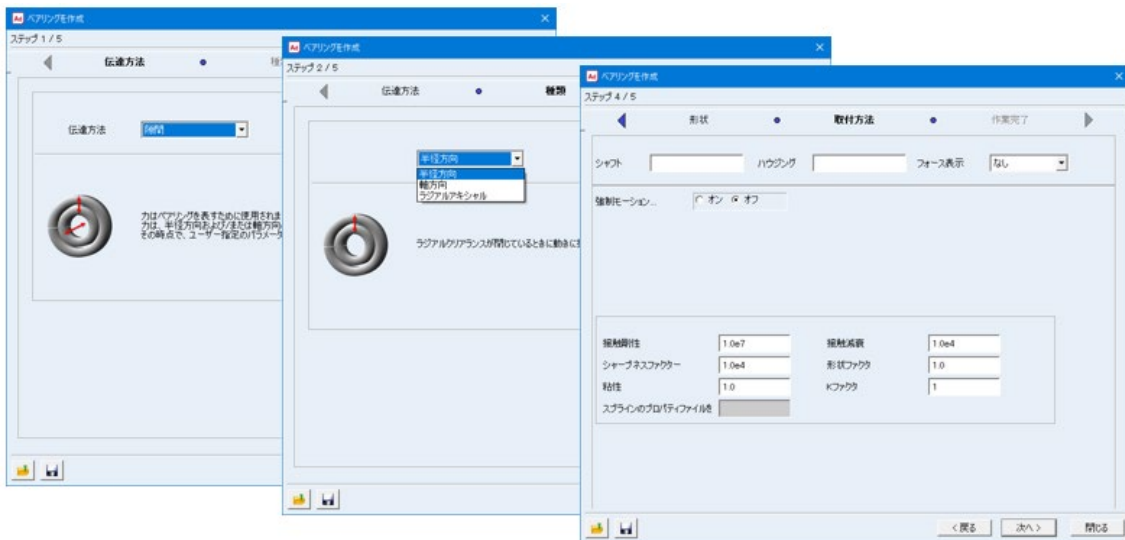 Ad ベアリングを作成
ステップ 1 / 5
伝達方法
種
伝達方法 隙間
力はベアリングを表すために使用されま
力は、半径方向および/または軸方向
その時点で、ユーザー指定のパラメータ
Ad ベアリングを作成
ステップ 2 / 5
伝達方法 種類
半径方向
半径方向
軸方向
ラジアルアキシャル
ラジアルクリアランスが閉じているときに動きに
Ad ベアリングを作成
ステップ 4 / 5
形状 取付方法 作業完了
シャフト ハウジング フォース表示 なし
強制モーション... オン オフ
接触剛性 1.0e7 接触減衰 1.0e4
シャープネスファクター 1.0e4 形状ファクタ 1.0
粘性 1.0 Kファクタ 1
スプラインのプロパティファイルを
< 戻る 次へ > 閉じる